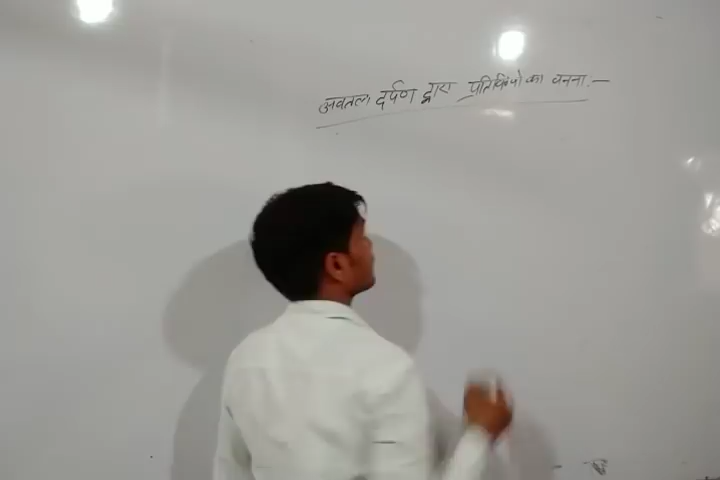 अवतल दर्पण द्वारा प्रतिबिंबो का बनना :-